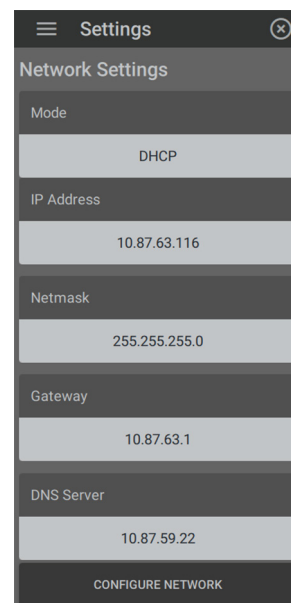 Settings
Network Settings
Mode
DHCP
IP Address
10.87.63.116
Netmask
255.255.255.0
Gateway
10.87.63.1
DNS Server
10.87.59.22
CONFIGURE NETWORK